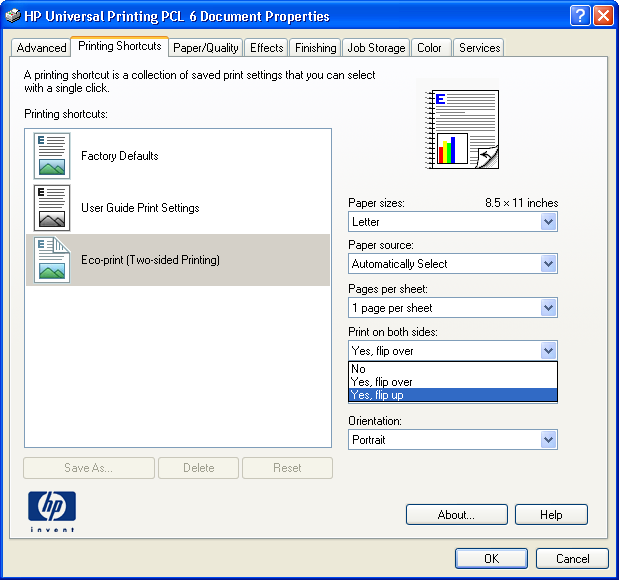 HP Universal Printing PCL 6 Document Properties
Advanced Printing Shortcuts Paper/Quality Effects Finishing Job Storage Color Services
A printing shortcut is a collection of saved print settings that you can select
with a single click.
Printing shortcuts:
E
Factory Defaults
E
User Guide Print Settings
E
Eco-print (Two-sided Printing)
E
Paper sizes: 8.5 × 11 inches
Letter
Paper source:
Automatically Select
Pages per sheet:
1 page per sheet
Print on both sides:
Yes, flip over
No
Yes, flip over
Yes, flip up
Orientation:
Portrait
Save As... Delete Reset
hp
invent
About... Help
OK Cancel